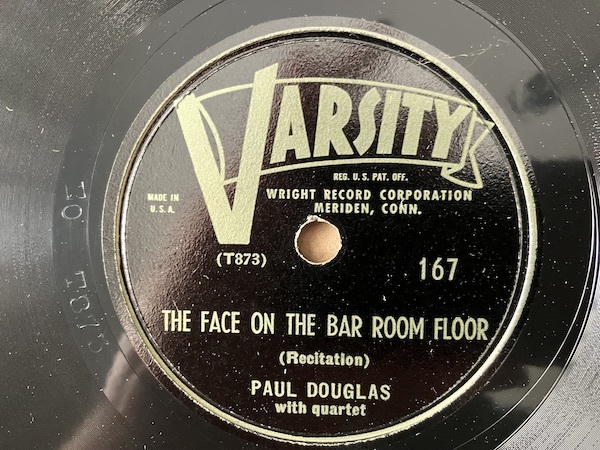 VARSITY
REG. U.S. PAT. OFF.
MADE IN
U.S.A.
WRIGHT RECORD CORPORATION
MERIDEN, CONN.
(T873)
167
THE FACE ON THE BAR ROOM FLOOR
(Recitation)
PAUL DOUGLAS
with quartet